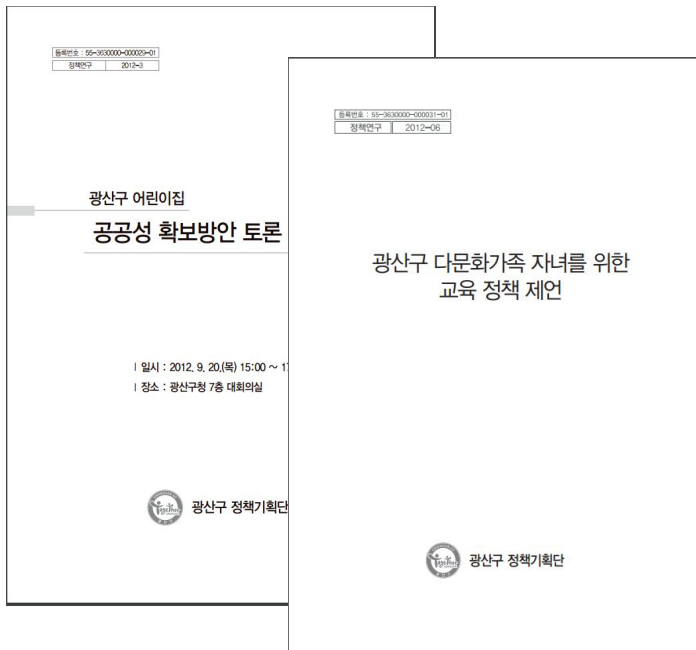 등록번호 : 55-3630000-000029-01
정책연구 2012-3
광산구 어린이집
공공성 확보방안 토론
일시 : 2012. 9. 20.(목) 15:00 ~ 1
장소 : 광산구청 7층 대회의실
광산구 정책기획단
등록번호 : 55-3630000-000031-01
정책연구 2012-06
광산구 다문화가족 자녀를 위한
교육 정책 제언
광산구 정책기획단